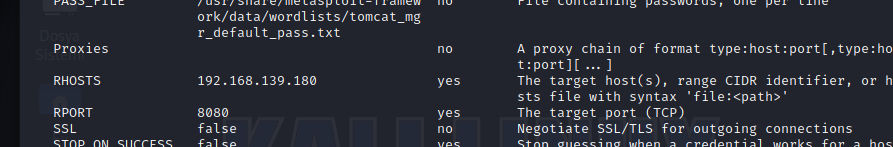 PASS_FILE /usr/share/metasploit-framew no File containing passwords, one per line
ork/data/wordlists/tomcat_mg
r_default_pass.txt
Proxies no A proxy chain of format type:host:port[,type:hos
t:port][...]
RHOSTS 192.168.139.180 yes The target host(s), range CIDR identifier, or h
sts file with syntax 'file:<path>'
RPORT 8080 yes The target port (TCP)
SSL false no Negotiate SSL/TLS for outgoing connections
STOP_ON_SUCCESS false yes Stop guessing when a credential works for a hos
Dosya
Sistemi